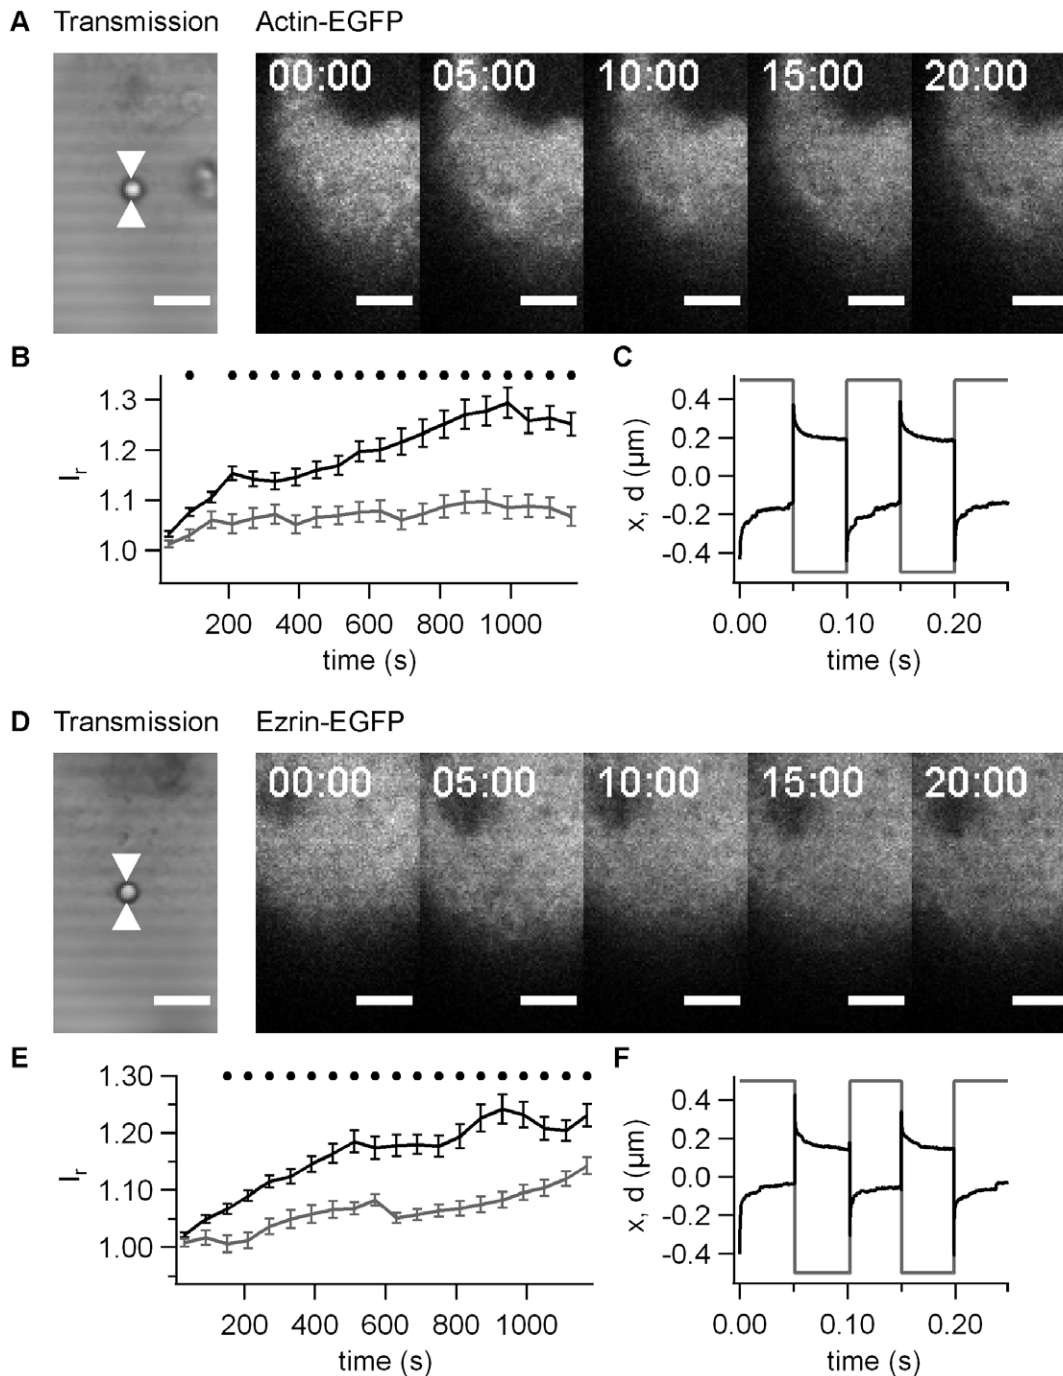 A Transmission Actin-EGFP
00:00 05:00 10:00 15:00 20:00
B
C
1.3
1.2
1.1
1.0
Ir
200 400 600 800 1000
time (s)
0.4
0.2
0.0
-0.2
-0.4
x, d (µm)
0.00 0.10 0.20
time (s)
D Transmission Ezrin-EGFP
00:00 05:00 10:00 15:00 20:00
E
F
1.30
1.20
1.10
1.00
Ir
200 400 600 800 1000
time (s)
0.4
0.2
0.0
-0.2
-0.4
x, d (µm)
0.00 0.10 0.20
time (s)